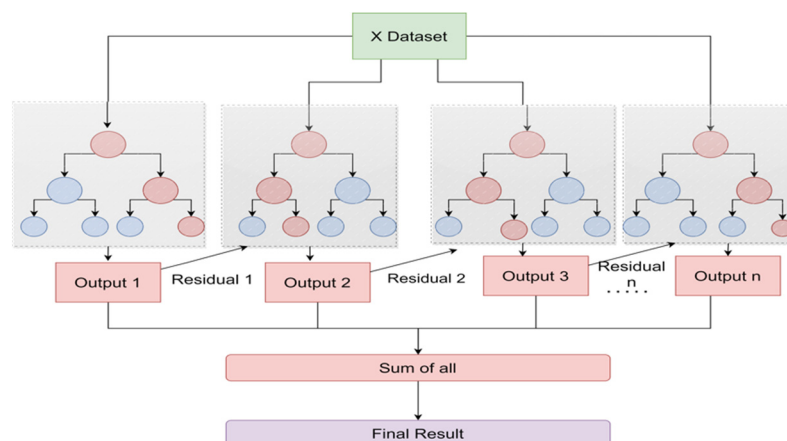 X Dataset
Output 1
Residual 1
Output 2
Residual 2
Output 3
Residual
n
.....
Output n
Sum of all
Final Result